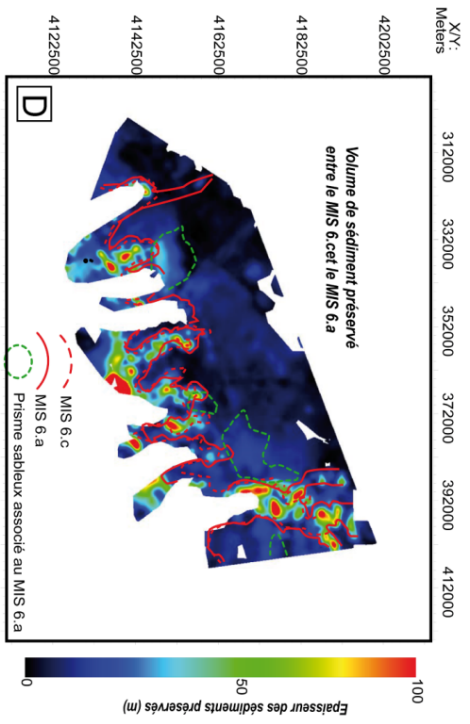 X/Y:
Meters
312000
332000
352000
372000
392000
412000
4202500
4182500
4162500
4142500
4122500
Volume de sédiment préservé
entre le MIS 6.cet le MIS 6.a
D
MIS 6.c
MIS 6.a
Prisme sableux associé au MIS 6.a
0
50
100
Epaisseur des sédiments préservés (m)